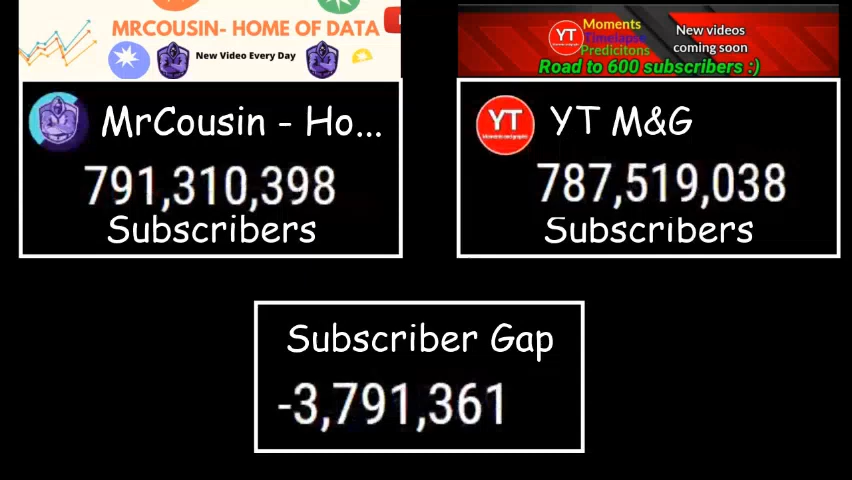 MRCOUSIN- HOME OF DATA
New Video Every Day
YT
Moments
Timelapse
Predicitons
New videos
coming soon
Road to 600 subscribers :)
MrCousin - Ho...
791,310,398
Subscribers
YT
YT M&G
787,519,038
Subscribers
Subscriber Gap
-3,791,361